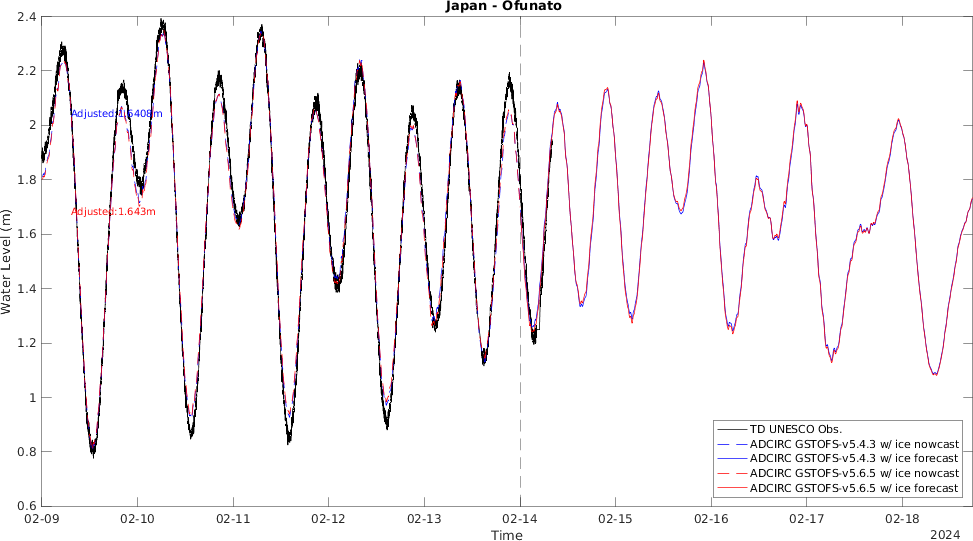 Japan - Ofunato
Water Level (m)
2.4
2.2
2
1.8
1.6
1.4
1.2
1
0.8
0.6
Adjusted:1.6408m
Adjusted:1.643m
TD UNESCO Obs.
ADCIRC GSTOFS-v5.4.3 w/ ice nowcast
ADCIRC GSTOFS-v5.4.3 w/ ice forecast
ADCIRC GSTOFS-v5.6.5 w/ ice nowcast
ADCIRC GSTOFS-v5.6.5 w/ ice forecast
02-09 02-10 02-11 02-12 02-13 02-14 02-15 02-16 02-17 02-18
Time
2024